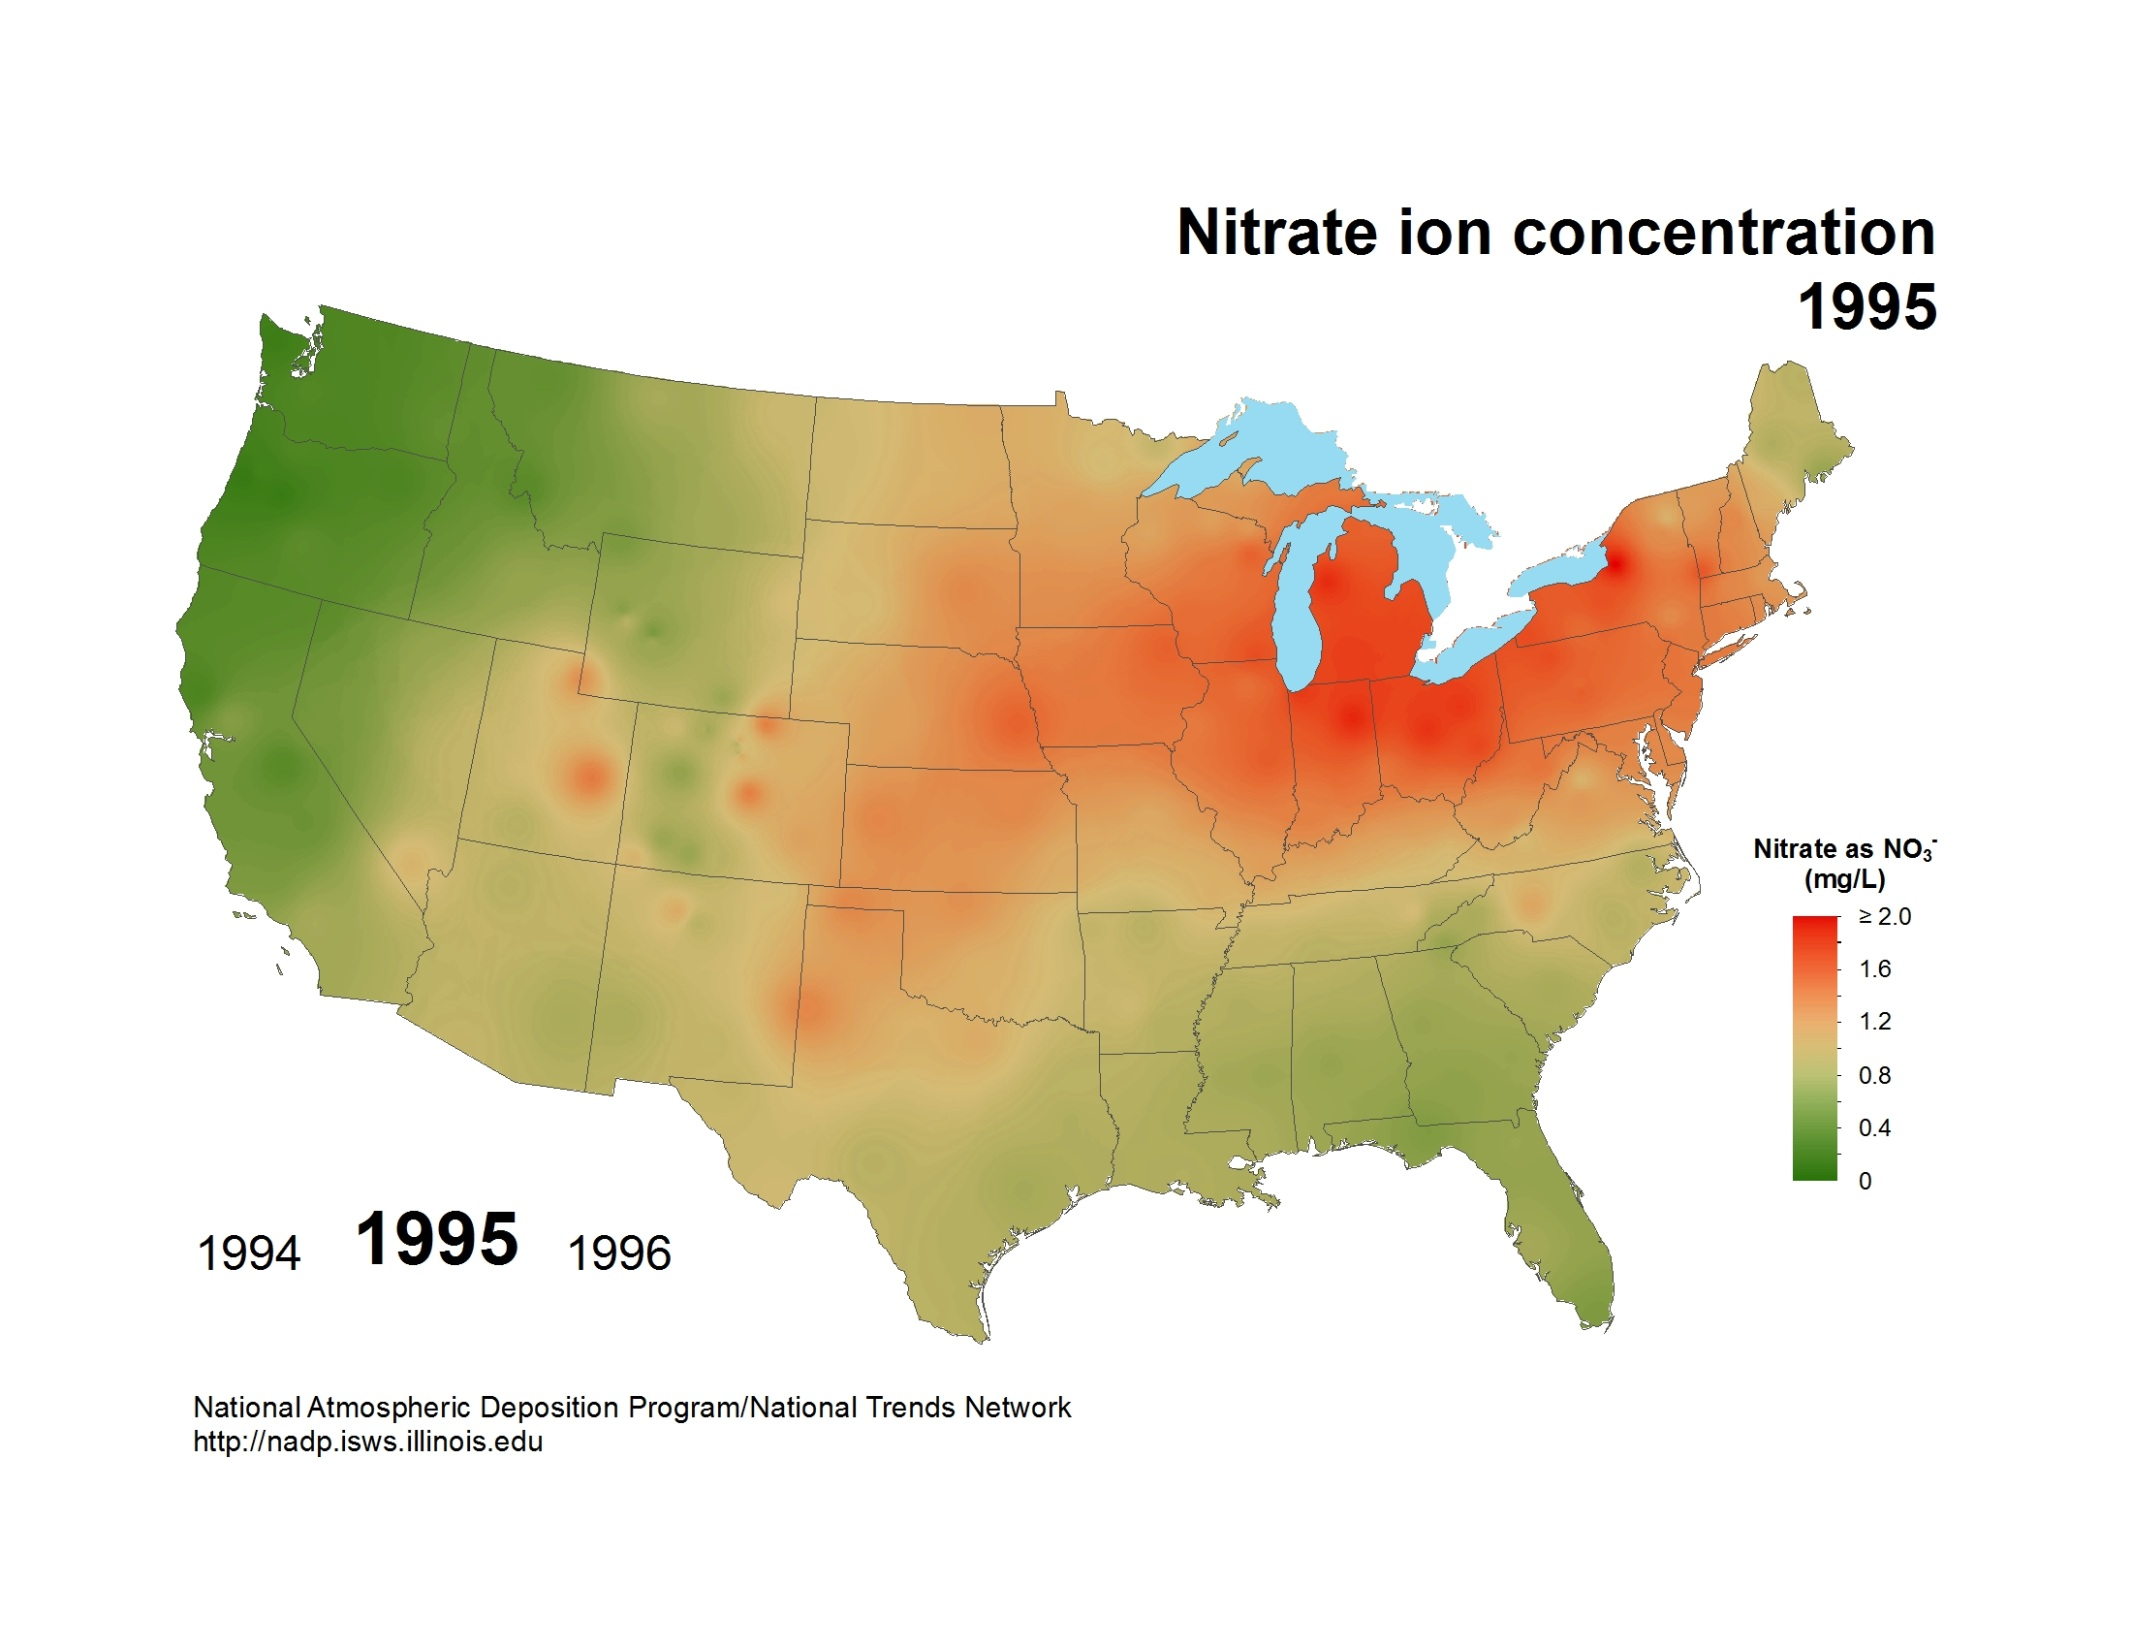 Nitrate ion concentration
1995
Nitrate as NO₃⁻
(mg/L)
≥ 2.0
1.6
1.2
0.8
0.4
0
1994 1995 1996
National Atmospheric Deposition Program/National Trends Network
http://nadp.isws.illinois.edu